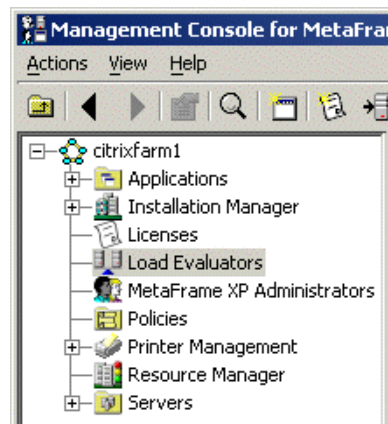 Management Console for MetaFra
Actions View Help
citrixfarm1
Applications
Installation Manager
Licenses
Load Evaluators
MetaFrame XP Administrators
Policies
Printer Management
Resource Manager
Servers